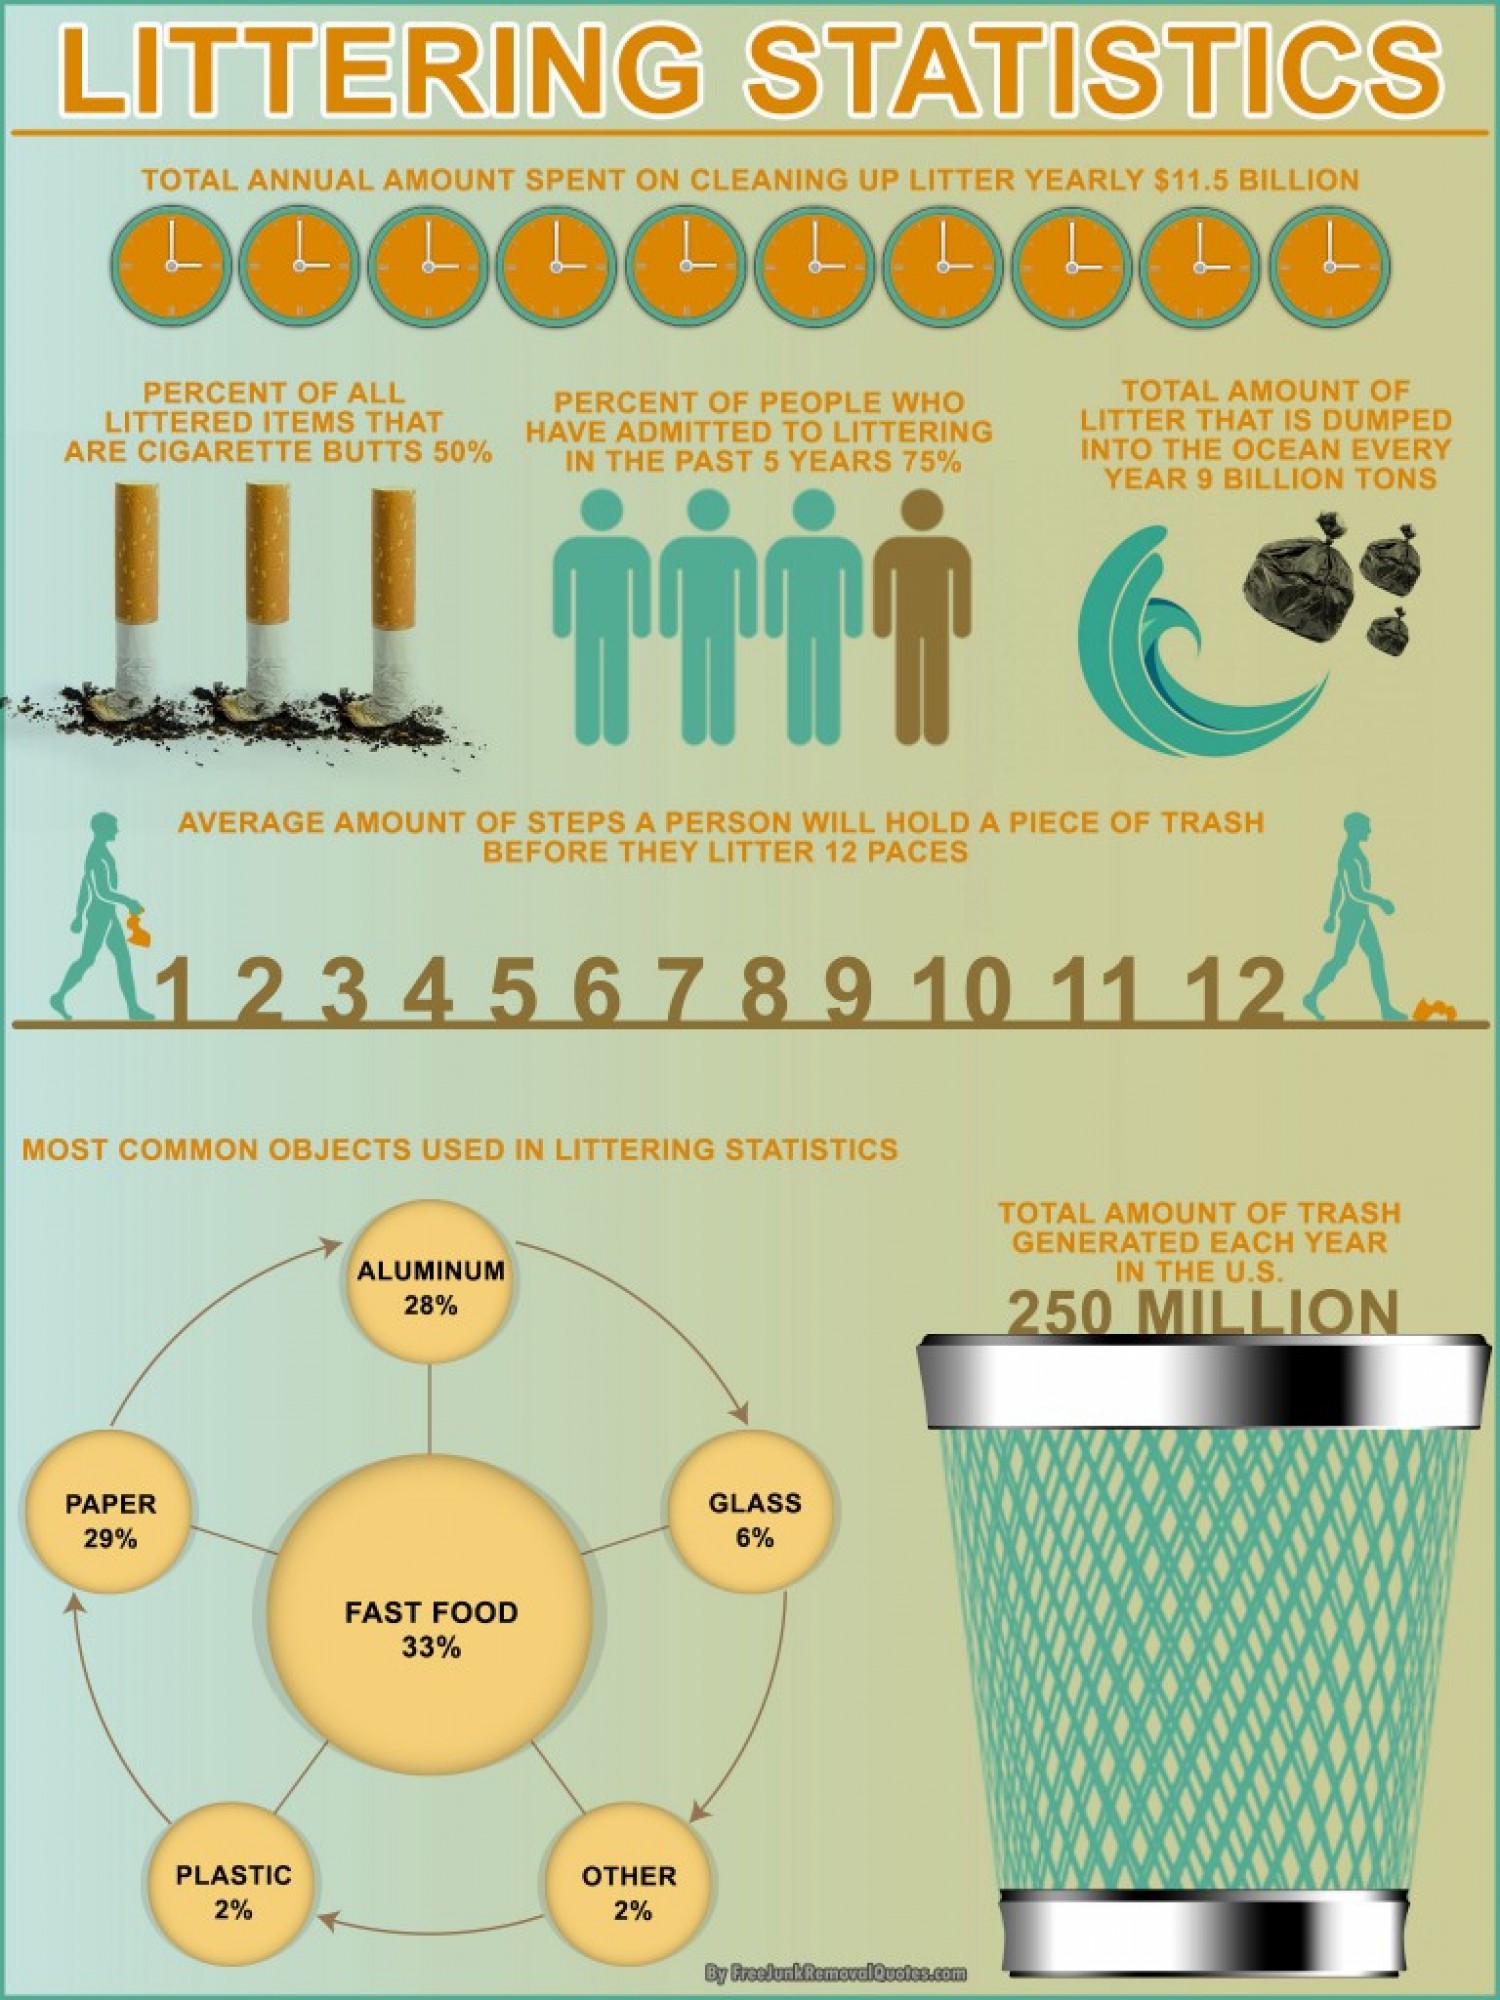 LITTERING STATISTICS
TOTAL ANNUAL AMOUNT SPENT ON CLEANING UP LITTER YEARLY $11.5 BILLION
PERCENT OF ALL
LITTERED ITEMS THAT
ARE CIGARETTE BUTTS 50%
PERCENT OF PEOPLE WHO
HAVE ADMITTED TO LITTERING
IN THE PAST 5 YEARS 75%
TOTAL AMOUNT OF
LITTER THAT IS DUMPED
INTO THE OCEAN EVERY
YEAR 9 BILLION TONS
AVERAGE AMOUNT OF STEPS A PERSON WILL HOLD A PIECE OF TRASH
BEFORE THEY LITTER 12 PACES
1 2 3 4 5 6 7 8 9 10 11 12
MOST COMMON OBJECTS USED IN LITTERING STATISTICS
ALUMINUM
28%
GLASS
6%
OTHER
2%
PLASTIC
2%
PAPER
29%
FAST FOOD
33%
TOTAL AMOUNT OF TRASH
GENERATED EACH YEAR
IN THE U.S.
250 MILLION
By FreeJunkRemovalQuotes.com